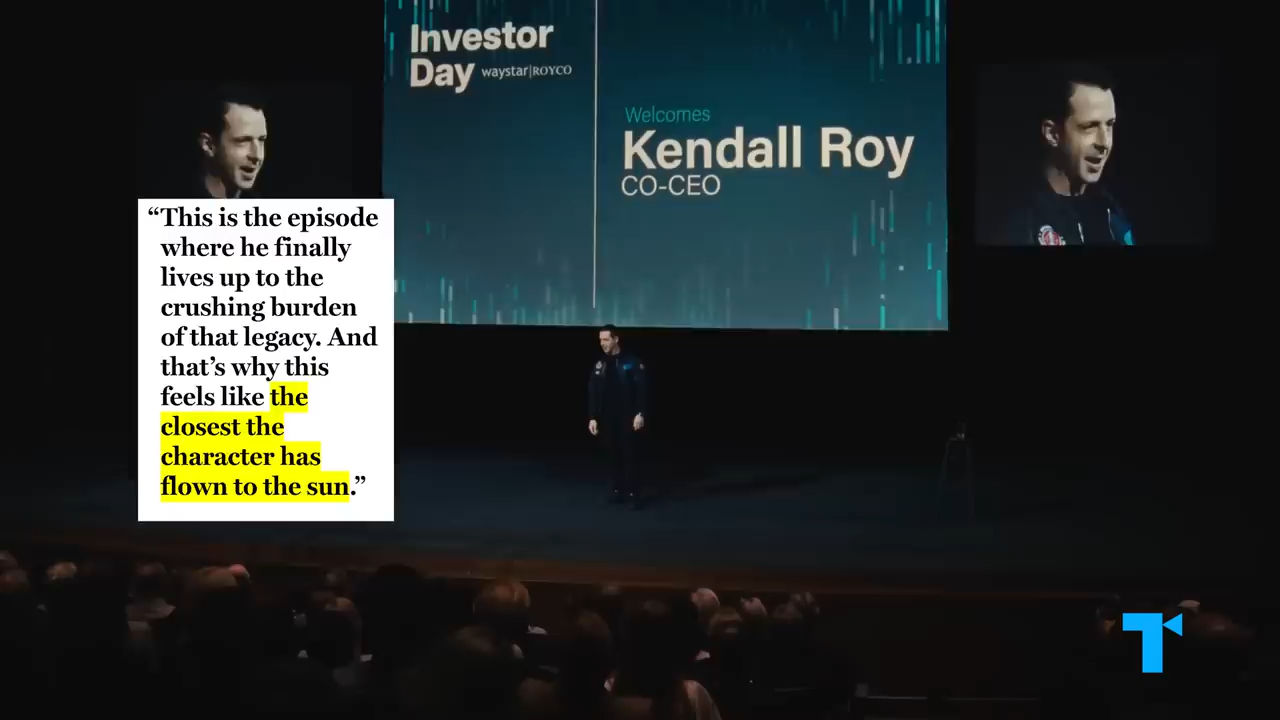 Investor
Day waystar|ROYCO
Welcomes
Kendall Roy
CO-CEO
“This is the episode
where he finally
lives up to the
crushing burden
of that legacy. And
that’s why this
feels like the
closest the
character has
flown to the sun.”